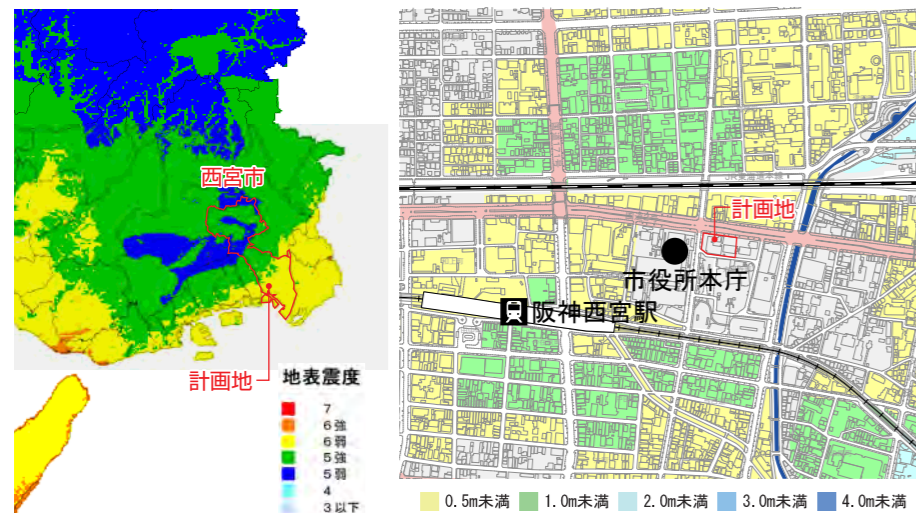 西宮市
計画地
地表震度
7
6強
6弱
5強
5弱
4
3以下
計画地
市役所本庁
阪神西宮駅
0.5m未満
1.0m未満
2.0m未満
3.0m未満
4.0m未満